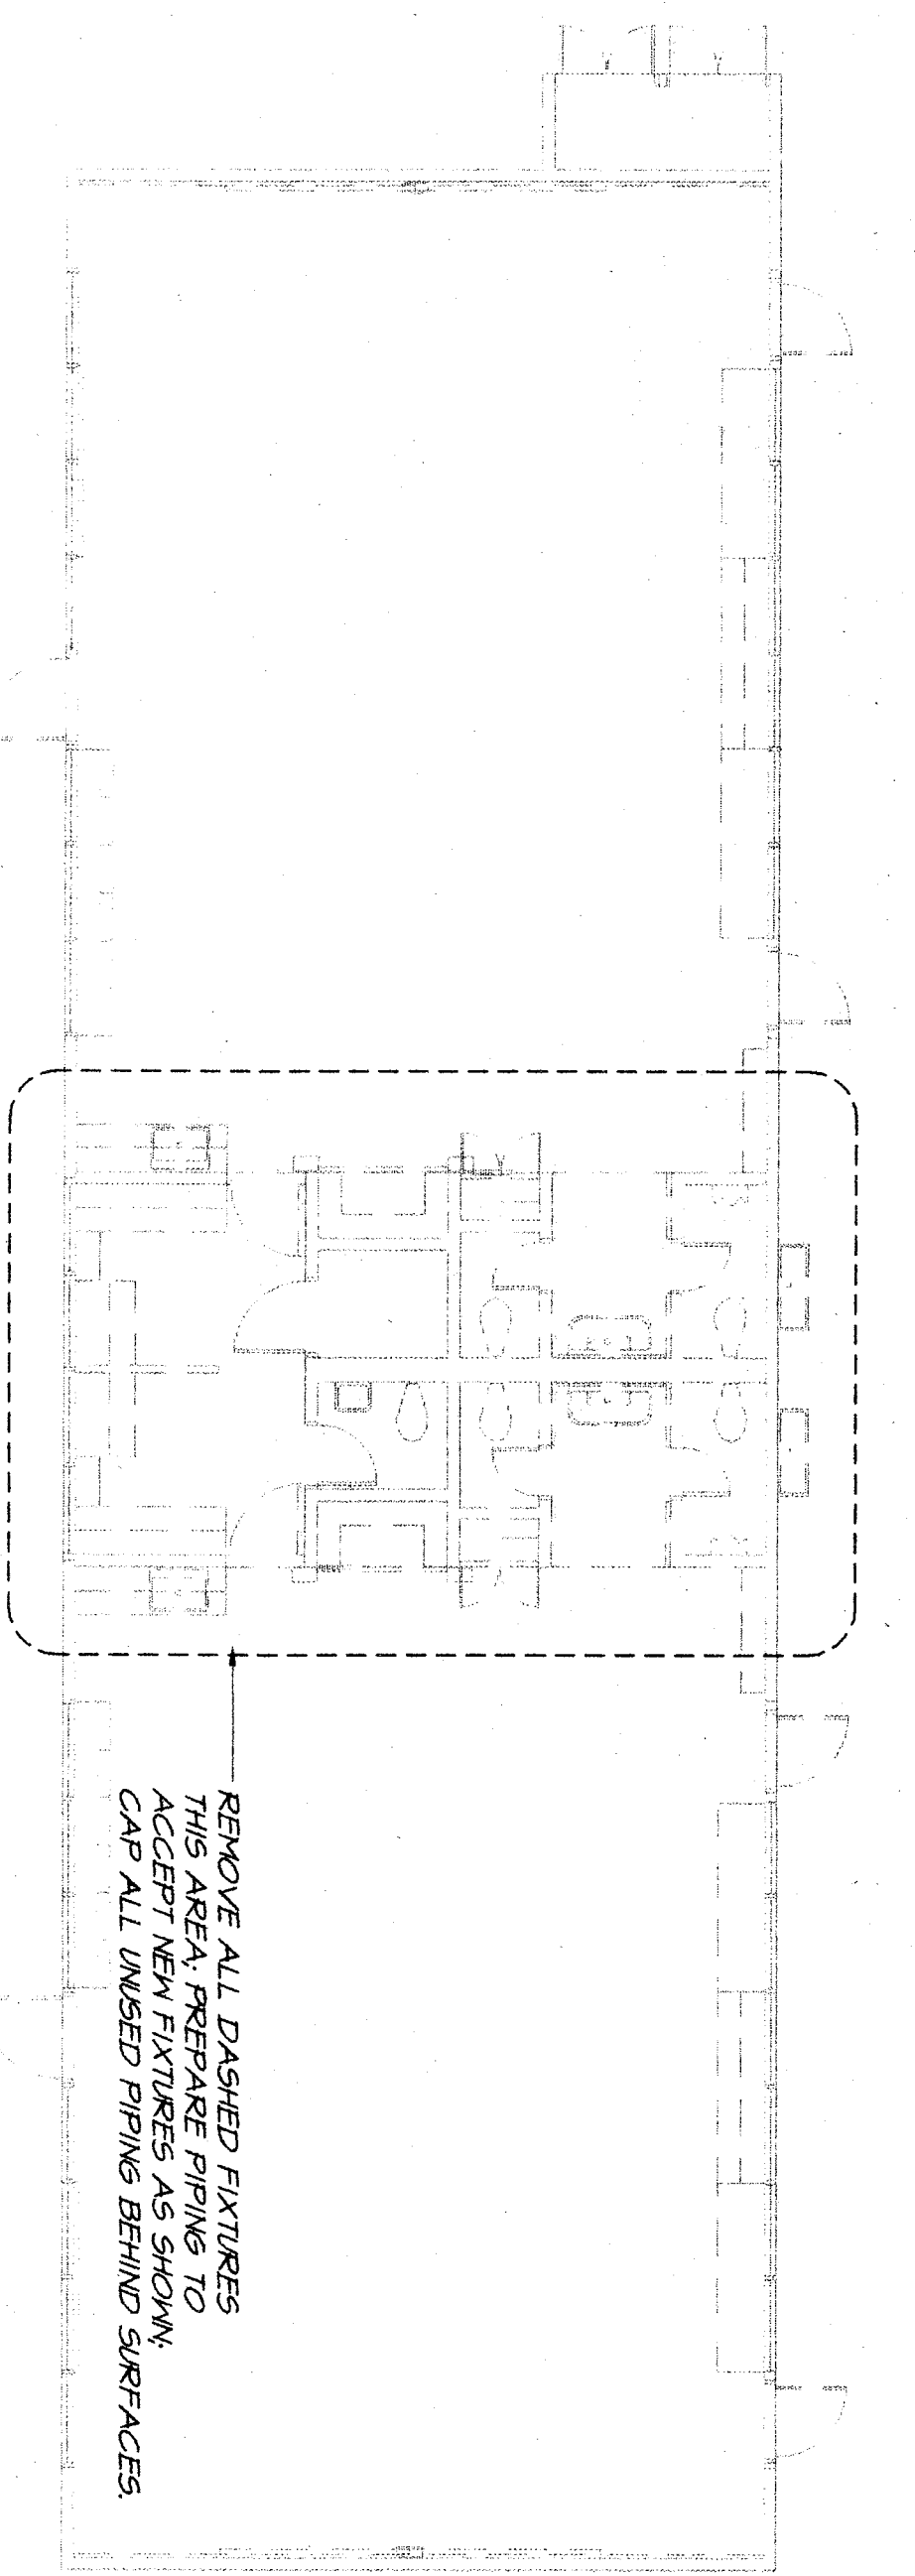 REMOVE ALL DASHED FIXTURES
THIS AREA; PREPARE PIPING TO
ACCEPT NEW FIXTURES AS SHOWN;
CAP ALL UNUSED PIPING BEHIND SURFACES.